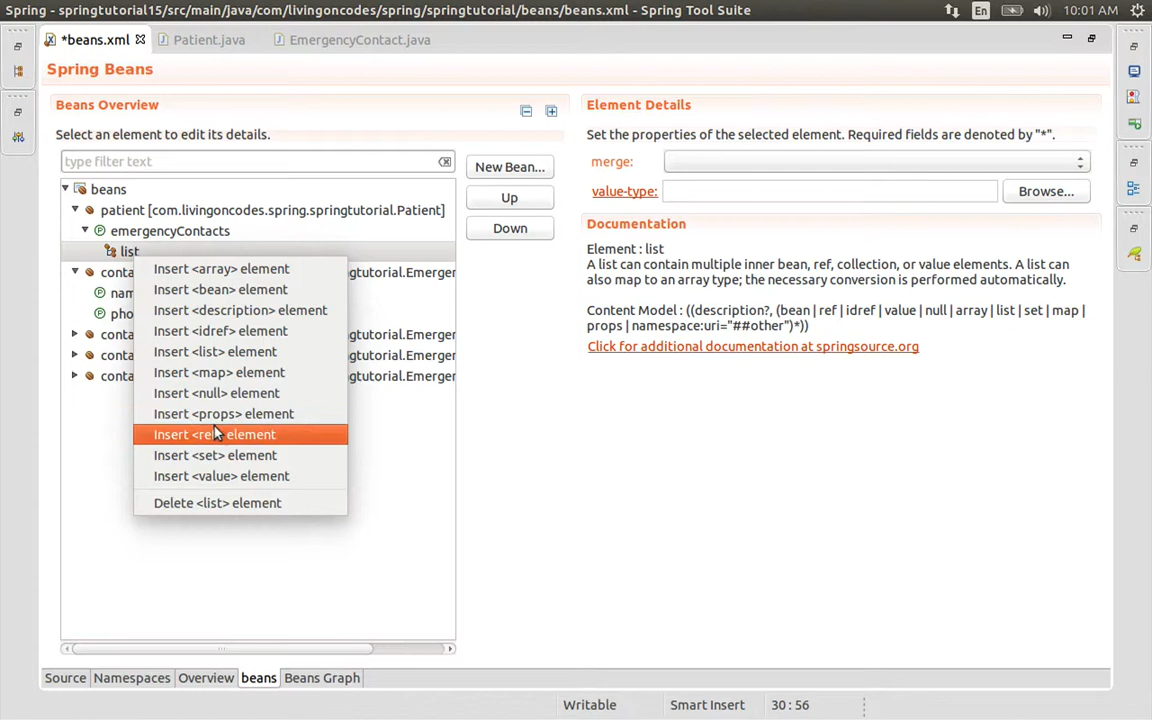 Spring - springtutorial15/src/main/java/com/livingoncodes/spring/springtutorial/beans/beans.xml - Spring Tool Suite
En
10:01 AM
*beans.xml
Patient.java
EmergencyContact.java
Spring Beans
Beans Overview
Select an element to edit its details.
type filter text
New Bean...
Up
Down
beans
patient [com.livingoncodes.spring.springtutorial.Patient]
emergencyContacts
list
Insert <array> element
Insert <bean> element
Insert <description> element
Insert <idref> element
Insert <list> element
Insert <map> element
Insert <null> element
Insert <props> element
Insert <re element
Insert <set> element
Insert <value> element
Delete <list> element
conta ngtutorial.Emer
nam
pho
conta ngtutorial.Emer
conta ngtutorial.Emer
conta ngtutorial.Emer
Element Details
Set the properties of the selected element. Required fields are denoted by "*".
merge:
value-type:
Browse...
Documentation
Element : list
A list can contain multiple inner bean, ref, collection, or value elements. A list can
also map to an array type; the necessary conversion is performed automatically.
Content Model : ((description?, (bean | ref | idref | value | null | array | list | set | map |
props | namespace:uri="##other")*))
Click for additional documentation at springsource.org
Source
Namespaces
Overview
beans
Beans Graph
Writable
Smart Insert
30 : 56